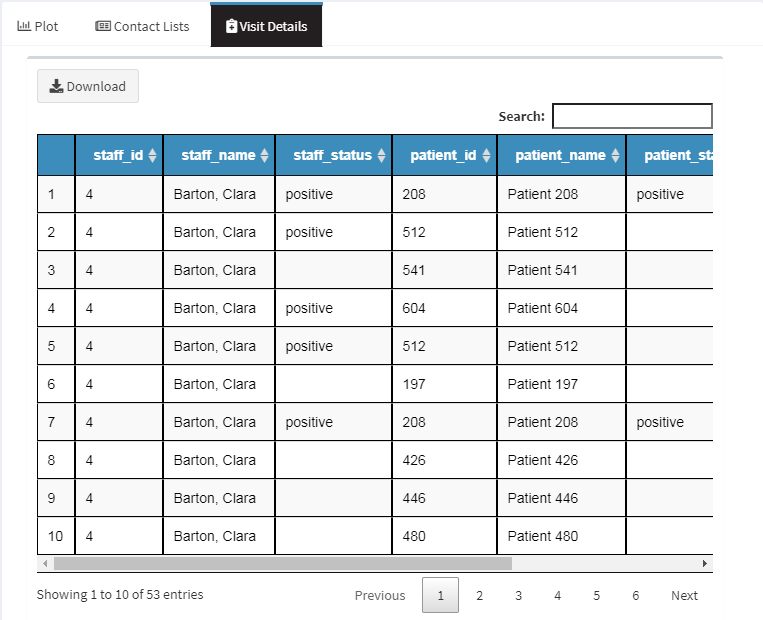 Plot Contact Lists Visit Details
Download
Search:
staff_id staff_name staff_status patient_id patient_name patient_sta
1 4 Barton, Clara positive 208 Patient 208 positive
2 4 Barton, Clara positive 512 Patient 512
3 4 Barton, Clara 541 Patient 541
4 4 Barton, Clara positive 604 Patient 604
5 4 Barton, Clara positive 512 Patient 512
6 4 Barton, Clara 197 Patient 197
7 4 Barton, Clara positive 208 Patient 208 positive
8 4 Barton, Clara 426 Patient 426
9 4 Barton, Clara 446 Patient 446
10 4 Barton, Clara 480 Patient 480
Showing 1 to 10 of 53 entries Previous 1 2 3 4 5 6 Next